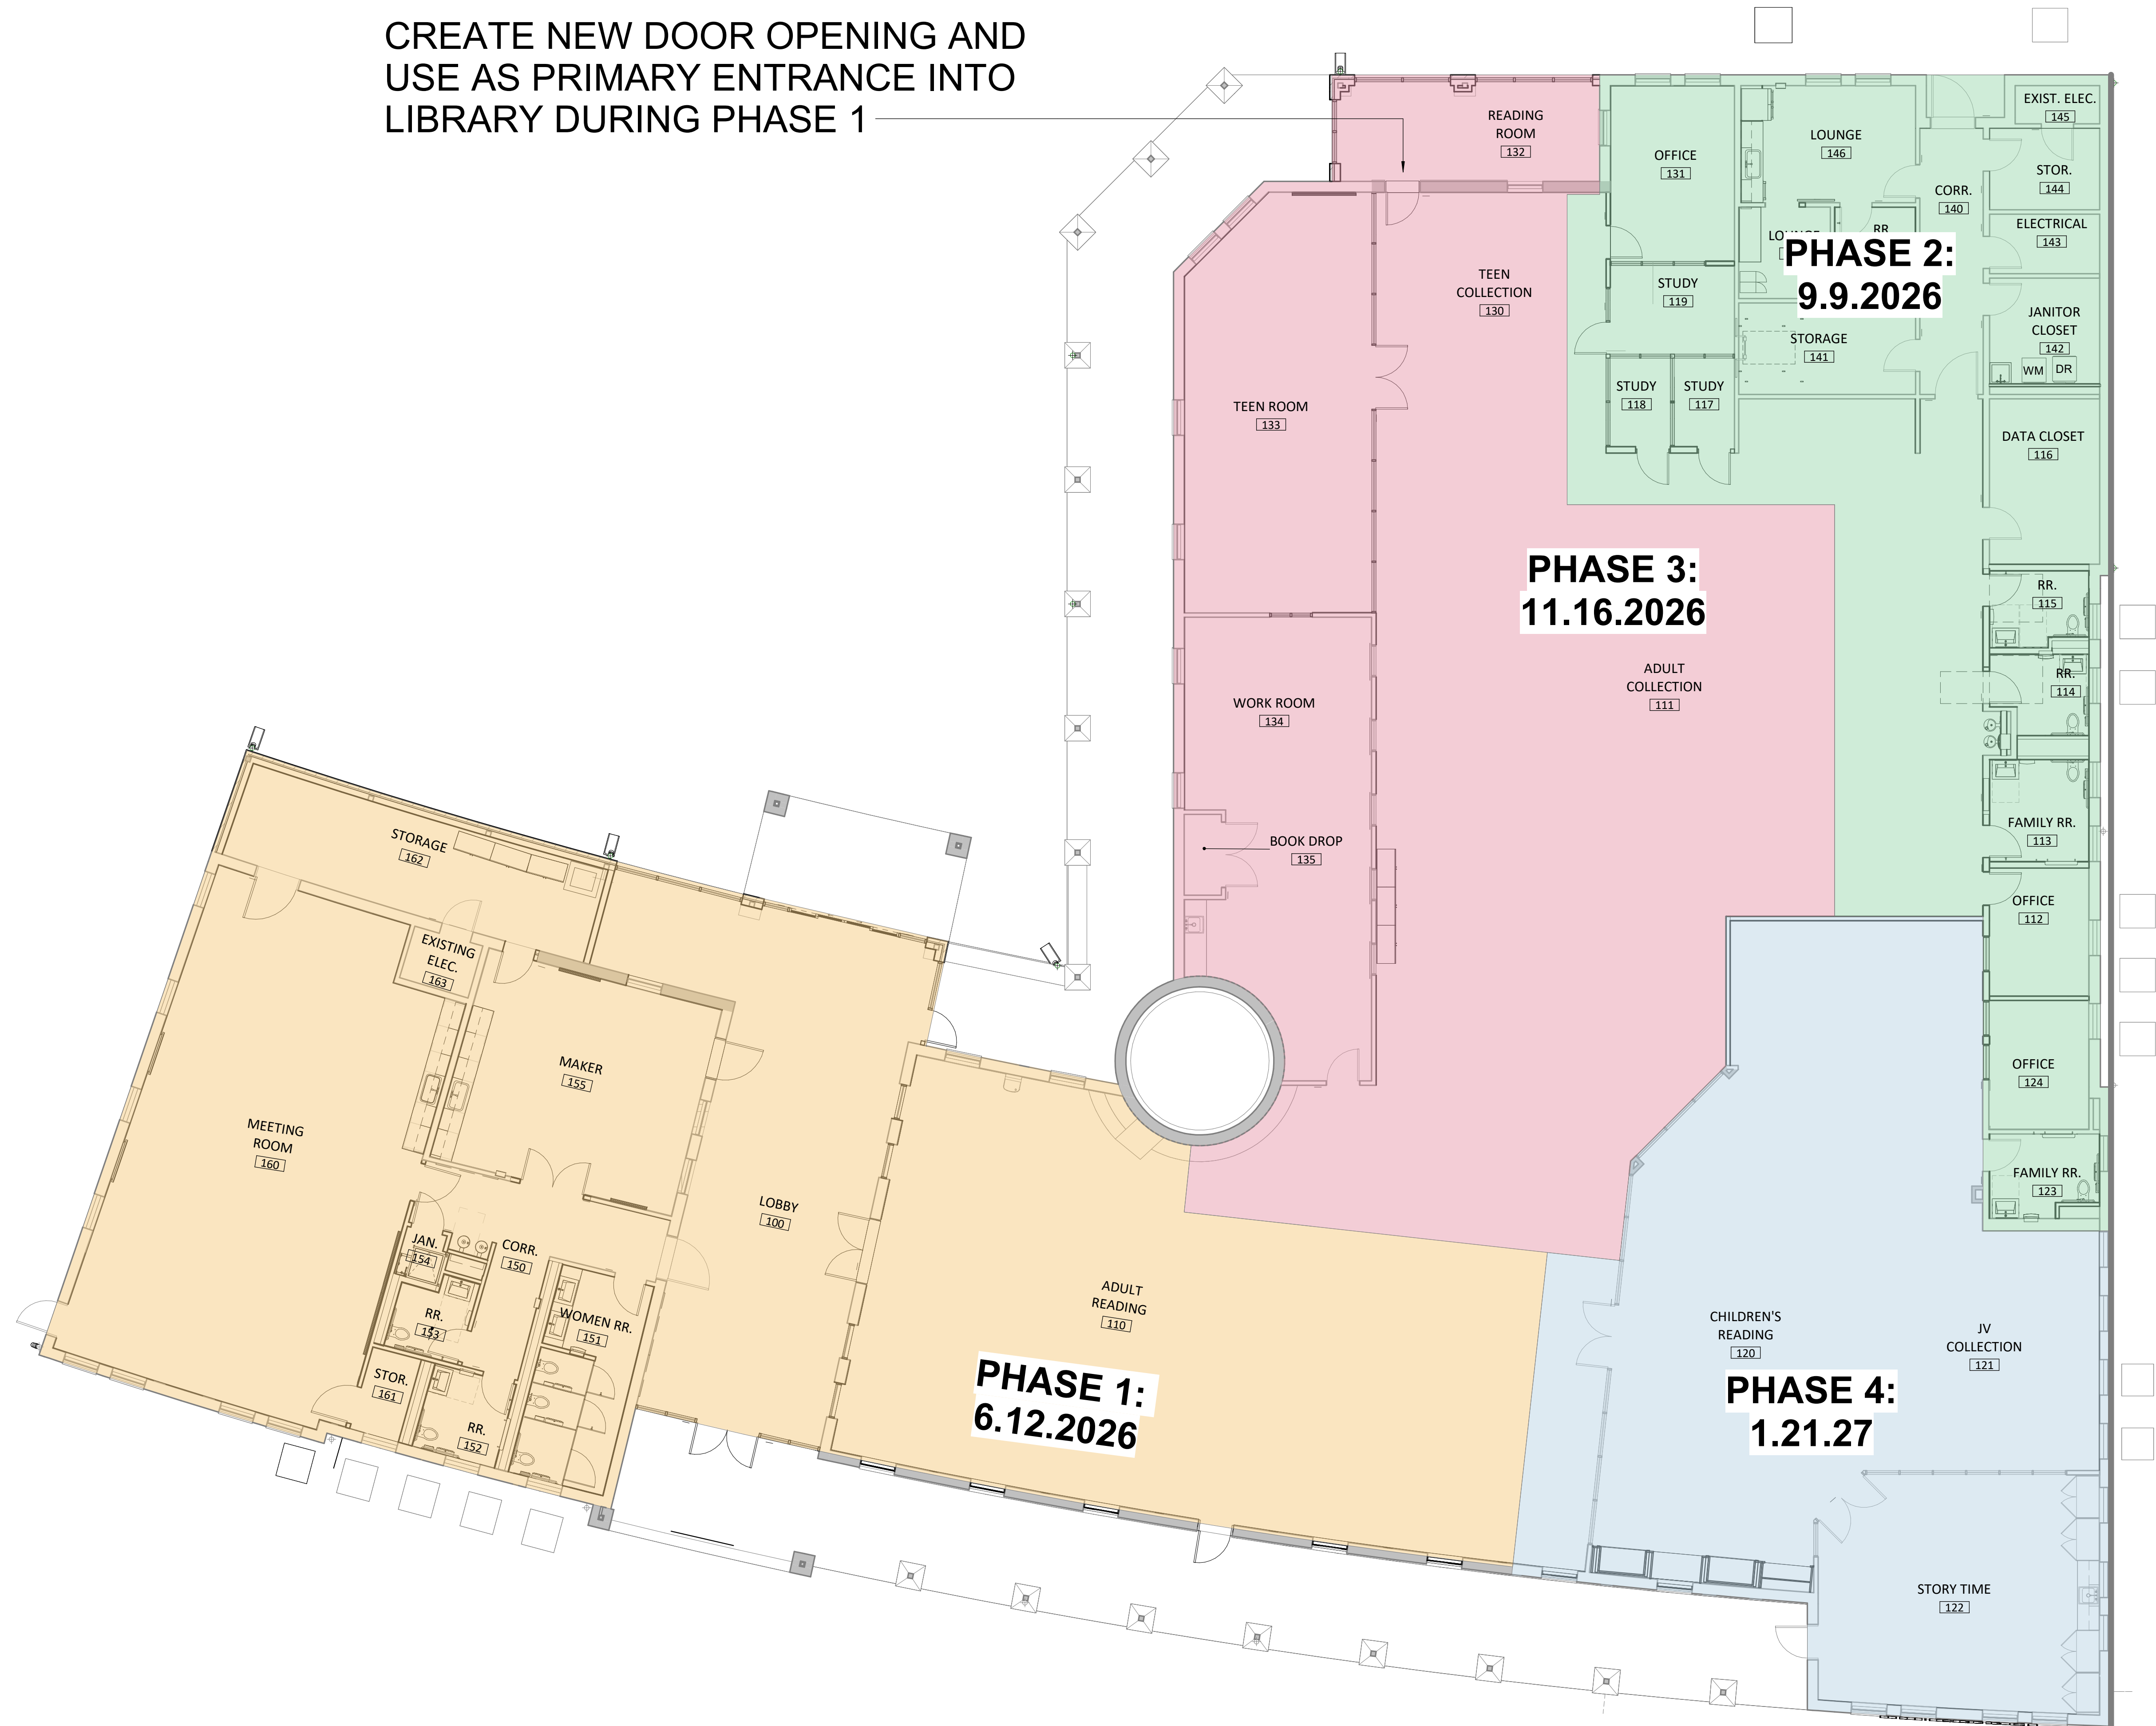 CREATE NEW DOOR OPENING AND
USE AS PRIMARY ENTRANCE INTO
LIBRARY DURING PHASE 1
READING
ROOM
132
OFFICE
131
LOUNGE
146
EXIST. ELEC.
145
STOR.
144
CORR.
140
ELECTRICAL
143
RR.
PHASE 2:
9.9.2026
TEEN
COLLECTION
130
STUDY
119
JANITOR
CLOSET
142
WM
DR
STORAGE
141
STUDY
118
STUDY
117
TEEN ROOM
133
DATA CLOSET
116
PHASE 3:
11.16.2026
RR.
115
ADULT
COLLECTION
111
RR.
114
WORK ROOM
134
FAMILY RR.
113
BOOK DROP
135
OFFICE
112
STORAGE
162
EXISTING
ELEC.
163
MAKER
155
OFFICE
124
MEETING
ROOM
160
FAMILY RR.
123
LOBBY
100
JAN.
154
CORR.
150
RR.
153
WOMEN RR.
151
STOR.
161
RR.
152
ADULT
READING
110
PHASE 1:
6.12.2026
CHILDREN'S
READING
120
JV
COLLECTION
121
PHASE 4:
1.21.27
STORY TIME
122